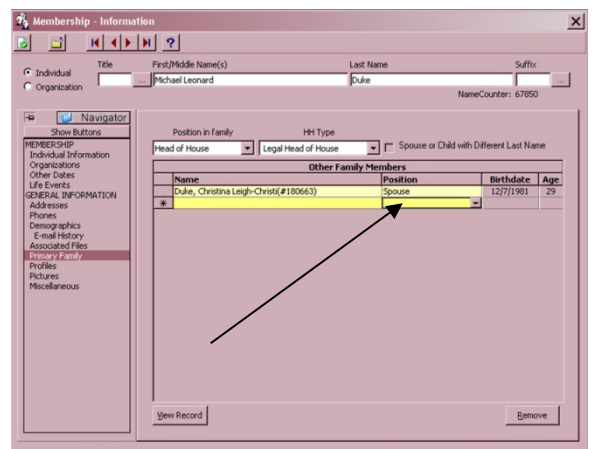 Membership - Information
Title First/Middle Name(s) Last Name Suffix
Individual
Organization
... Michael Leonard Duke ...
NameCounter: 67850
Navigator
Show Buttons
MEMBERSHIP
Individual Information
Organizations
Other Dates
Life Events
GENERAL INFORMATION
Addresses
Phones
Demographics
E-mail History
Associated Files
Primary Family
Profiles
Pictures
Miscellaneous
Position in family HH Type
Head of House Legal Head of House Spouse or Child with Different Last Name
Other Family Members
Name Position Birthdate Age
Duke, Christina Leigh-Christi(#180663) Spouse 12/7/1981 29
View Record Remove